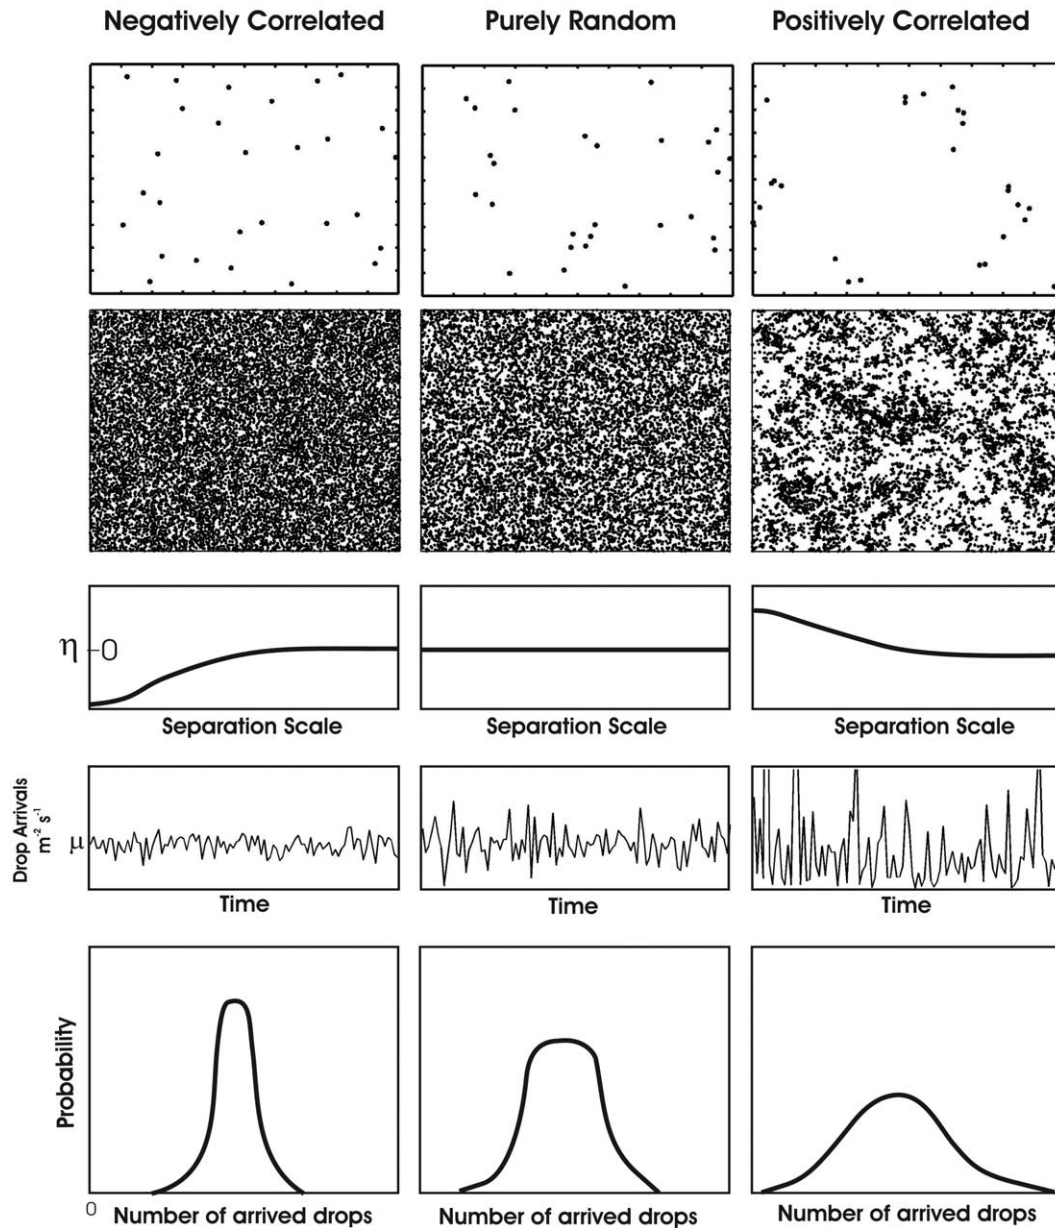 Negatively Correlated
Purely Random
Positively Correlated
η
0
Separation Scale
Separation Scale
Separation Scale
Drop Arrivals
m⁻² s⁻¹
μ
Time
Time
Time
Probability
0
Number of arrived drops
Number of arrived drops
Number of arrived drops